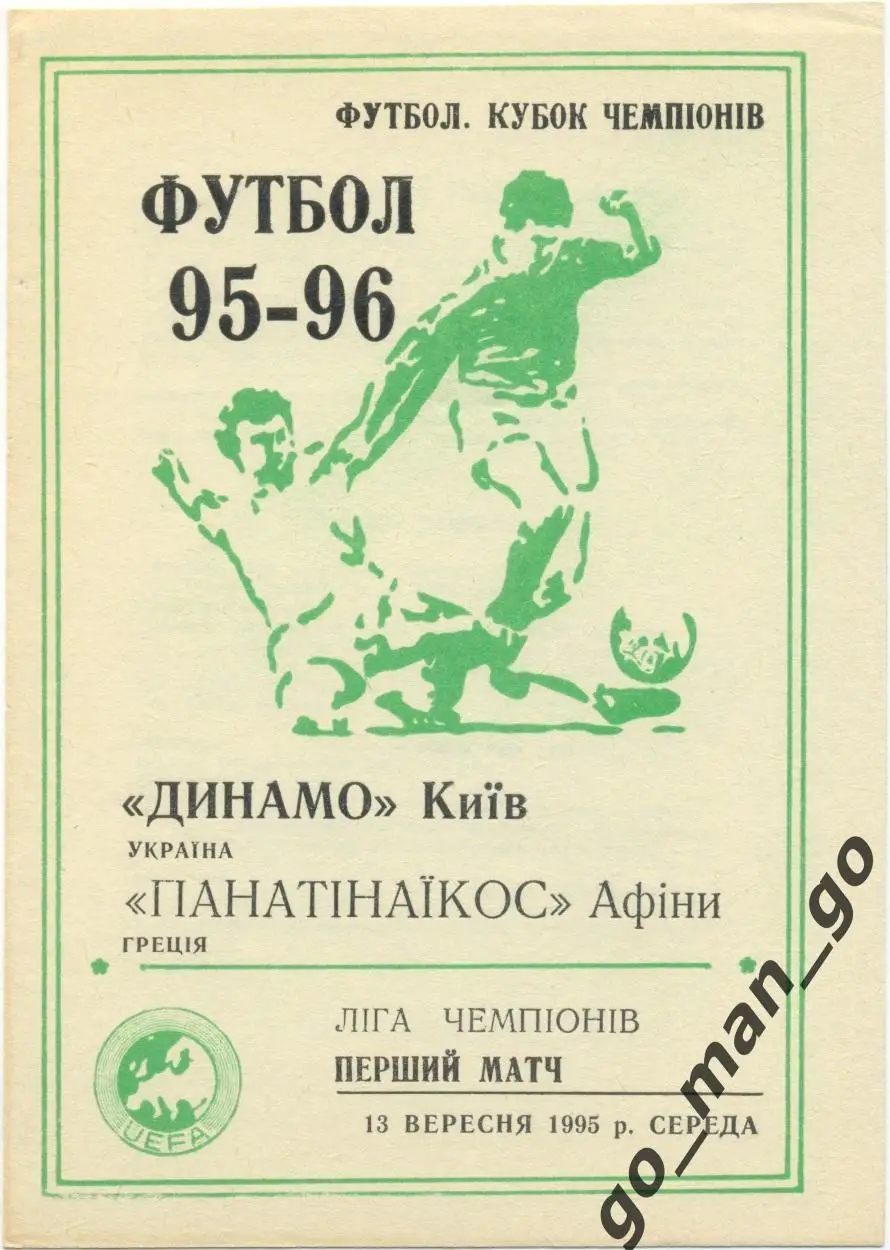 ФУТБОЛ. КУБОК ЧЕМПІОНІВ
ФУТБОЛ
95-96
«ДИНАМО» Київ
УКРАЇНА
«ПАНАТІНАЇКОС» Афіни
ГРЕЦІЯ
ЛІГА ЧЕМПІОНІВ
ПЕРШИЙ МАТЧ
13 ВЕРЕСНЯ 1995 р. СЕРЕДА
UEFA
go_man_go